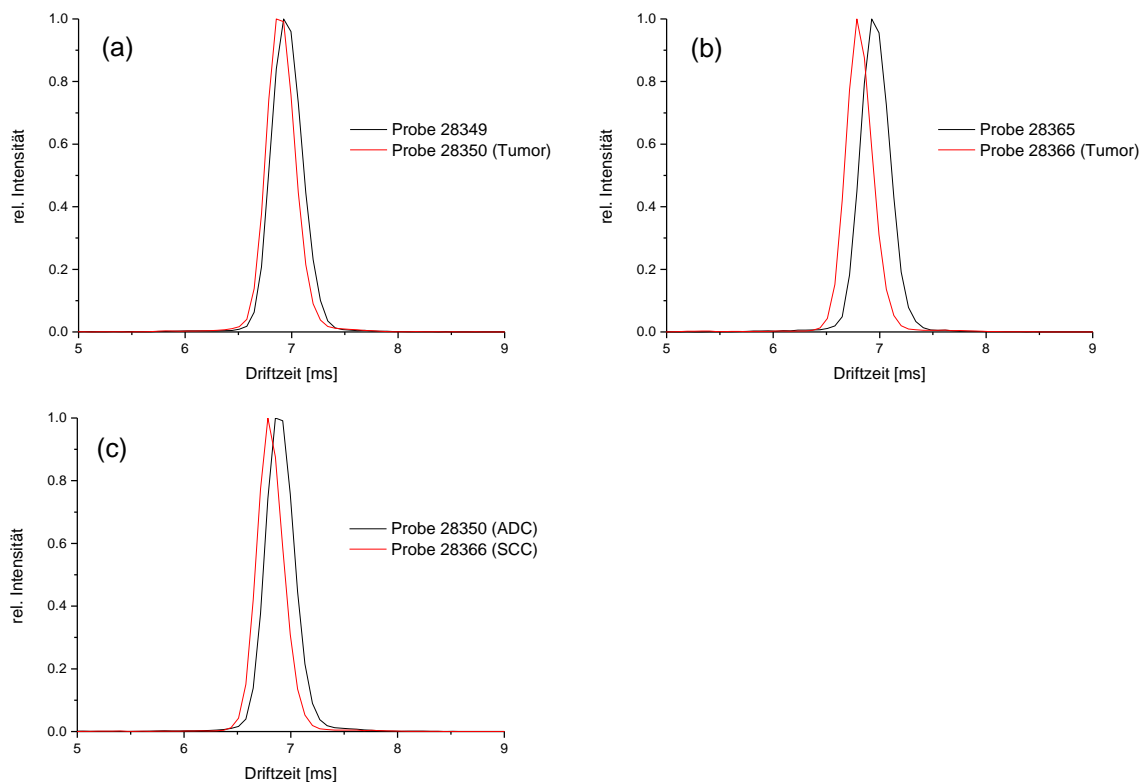 (a)
rel. Intensität
1.0
0.8
0.6
0.4
0.2
0.0
Probe 28349
Probe 28350 (Tumor)
5 6 7 8 9
Driftzeit [ms]
(b)
rel. Intensität
1.0
0.8
0.6
0.4
0.2
0.0
Probe 28365
Probe 28366 (Tumor)
5 6 7 8 9
Driftzeit [ms]
(c)
rel. Intensität
1.0
0.8
0.6
0.4
0.2
0.0
Probe 28350 (ADC)
Probe 28366 (SCC)
5 6 7 8 9
Driftzeit [ms]